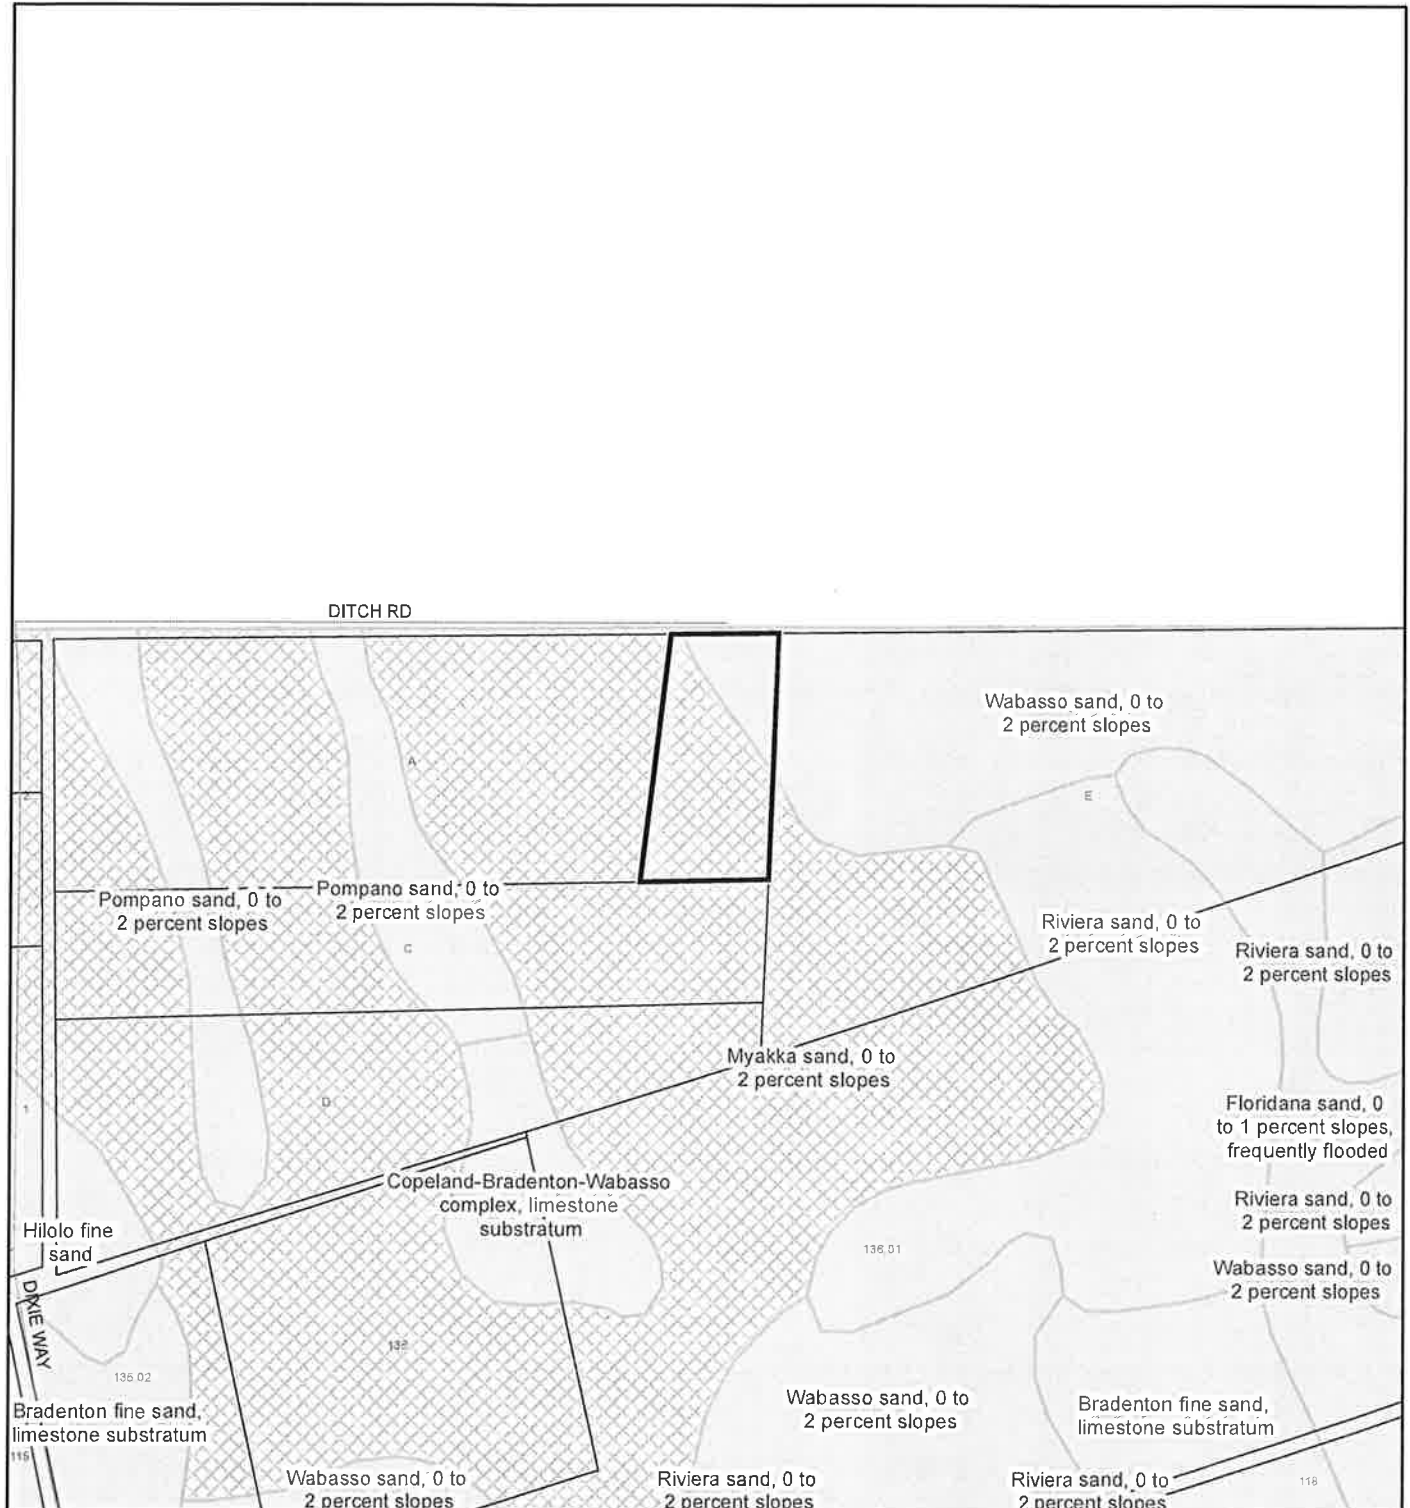 DITCH RD
Wabasso sand, 0 to
2 percent slopes
A
2
E
Pompano sand, 0 to
2 percent slopes
Pompano sand, 0 to
2 percent slopes
C
Riviera sand, 0 to
2 percent slopes
Riviera sand, 0 to
2 percent slopes
Myakka sand, 0 to
2 percent slopes
D
1
Floridana sand, 0
to 1 percent slopes,
frequently flooded
Copeland-Bradenton-Wabasso
complex, limestone
substratum
Riviera sand, 0 to
2 percent slopes
Hilolo fine
sand
136.01
Wabasso sand, 0 to
2 percent slopes
DIXIE WAY
135.02
Bradenton fine sand,
limestone substratum
Wabasso sand, 0 to
2 percent slopes
Bradenton fine sand,
limestone substratum
115
Wabasso sand, 0 to
2 percent slopes
Riviera sand, 0 to
2 percent slopes
Riviera sand, 0 to
2 percent slopes
118